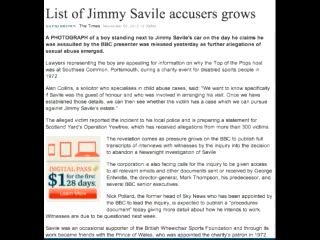 List of Jimmy Savile accusers grows
The Times
A PHOTOGRAPH of a boy standing next to Jimmy Savile's car on the day he claims he
was assaulted by the BBC presenter was released yesterday as further allegations of
sexual abuse emerged.
Lawyers representing the boy are appealing for information on why the Top of the Pops host
was at Southsea Common, Portsmouth, during a charity event for disabled sports people in
1972.
Alan Collins, a solicitor who specialises in child abuse cases, said: "We want to know specifically
if Savile was the guest of honour and who was involved in arranging his visit. Once we have
established those details, we can then see whether the victim has a case which we can pursue
against Jimmy Savile's estate."
The alleged victim reported the incident to his local police and is preparing a statement for
Scotland Yard's Operation Yewtree, which has received allegations from more than 300 victims.
The revelation comes as pressure grows on the BBC to publish full
transcripts of interviews with witnesses by the inquiry into the decision
to abandon a Newsnight investigation of Savile.
The corporation is also facing calls for the inquiry to be given access
to all relevant emails and other documents sent or received by George
Entwistle, the director-general, Mark Thompson, his predecessor, and
several BBC senior executives.
Nick Pollard, the former head of Sky News who has been appointed by
the BBC to lead the inquiry, is expected to publish a "procedures
document" today giving more detail about how he intends to work.
Witnesses are due to be questioned next week.
Savile was an occasional supporter of the British Wheelchair Sports Foundation and through its
work became friends with the Prince of Wales, who was appointed the charity's patron in 1972.
DIGITAL PASS
$1 for the first
28 days.